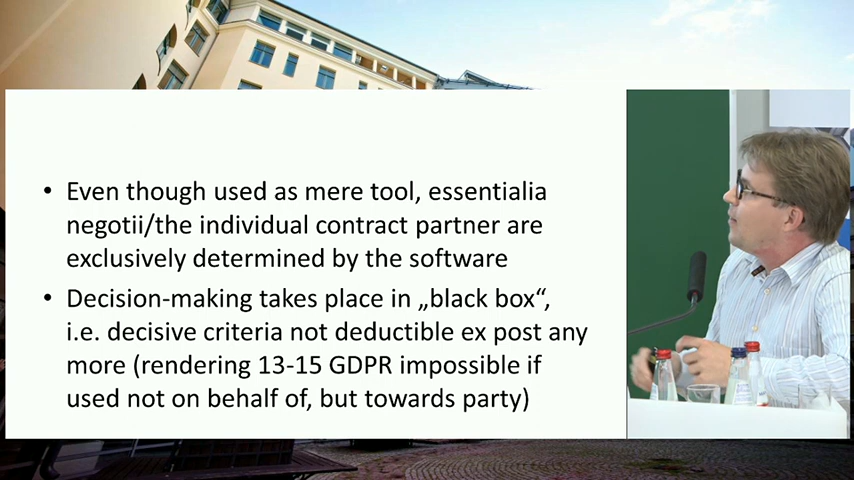 • Even though used as mere tool, essentialia
negotii/the individual contract partner are
exclusively determined by the software
• Decision-making takes place in „black box“,
i.e. decisive criteria not deductible ex post any
more (rendering 13-15 GDPR impossible if
used not on behalf of, but towards party)